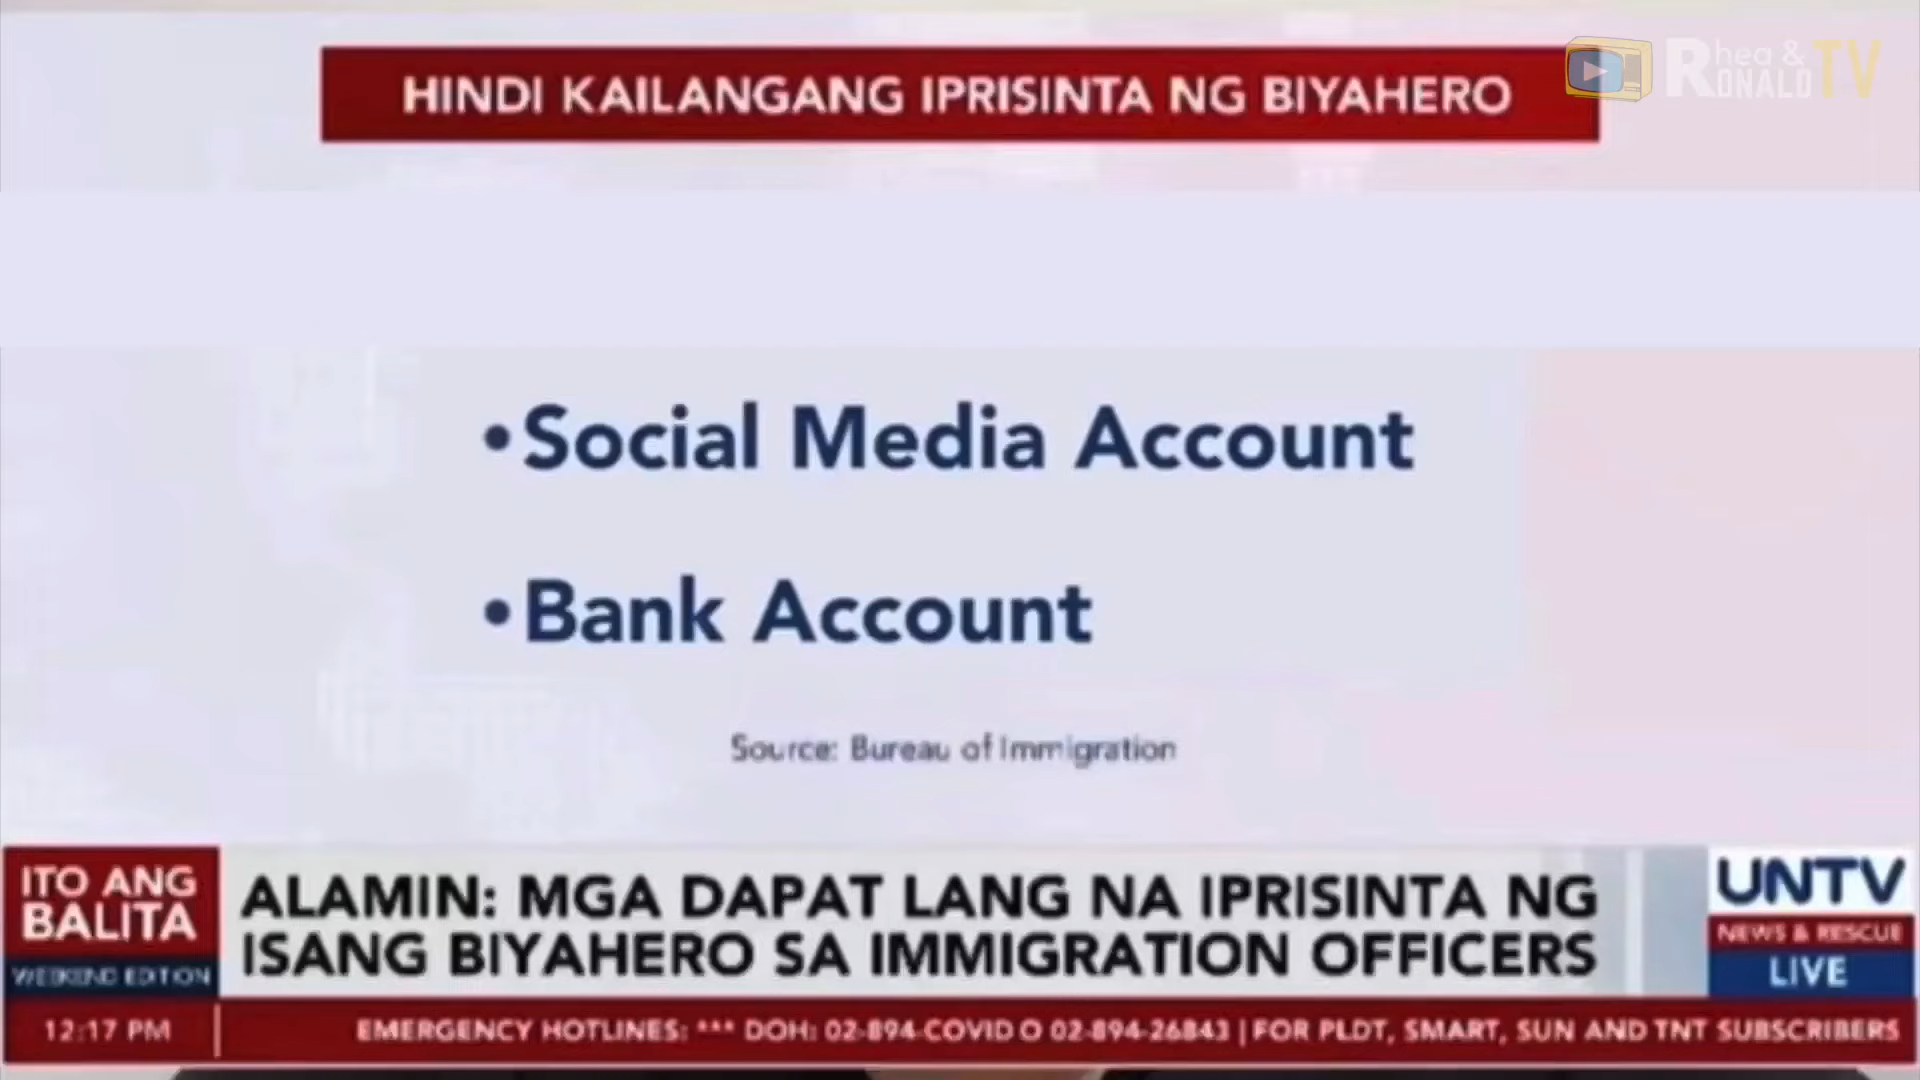 HINDI KAILANGANG IPRISINTA NG BIYAHERO
Rhea &
RONALD TV
•Social Media Account
•Bank Account
Source: Bureau of Immigration
ITO ANG
BALITA
WEEKEND EDITION
ALAMIN: MGA DAPAT LANG NA IPRISINTA NG
ISANG BIYAHERO SA IMMIGRATION OFFICERS
UNTV
NEWS & RESCUE
LIVE
12:17 PM
EMERGENCY HOTLINES: *** DOH: 02-894-COVID O 02-894-26843 | FOR PLDT, SMART, SUN AND TNT SUBSCRIBERS